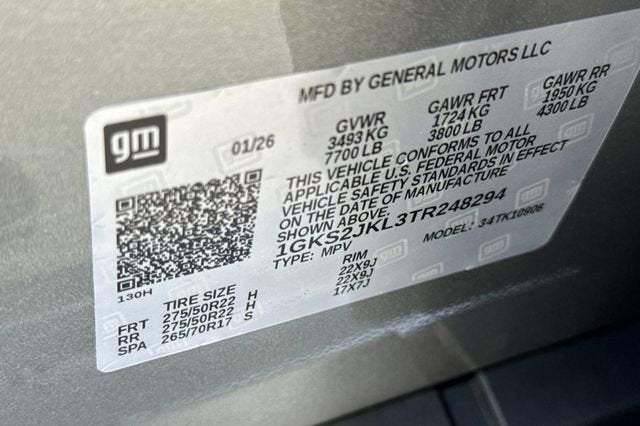 MFD BY GENERAL MOTORS LLC
gm
01/26
GVWR GAWR FRT GAWR RR
3493 KG 1724 KG 1950 KG
7700 LB 3800 LB 4300 LB
THIS VEHICLE CONFORMS TO ALL
APPLICABLE U.S. FEDERAL MOTOR
VEHICLE SAFETY STANDARDS IN EFFECT
ON THE DATE OF MANUFACTURE
SHOWN ABOVE.
1GKS2JKL3TR248294
TYPE: MPV MODEL: 34TK10906
130H
TIRE SIZE RIM
FRT 275/50R22 H 22X9J
RR 275/50R22 H 22X9J
SPA 265/70R17 S 17X7J